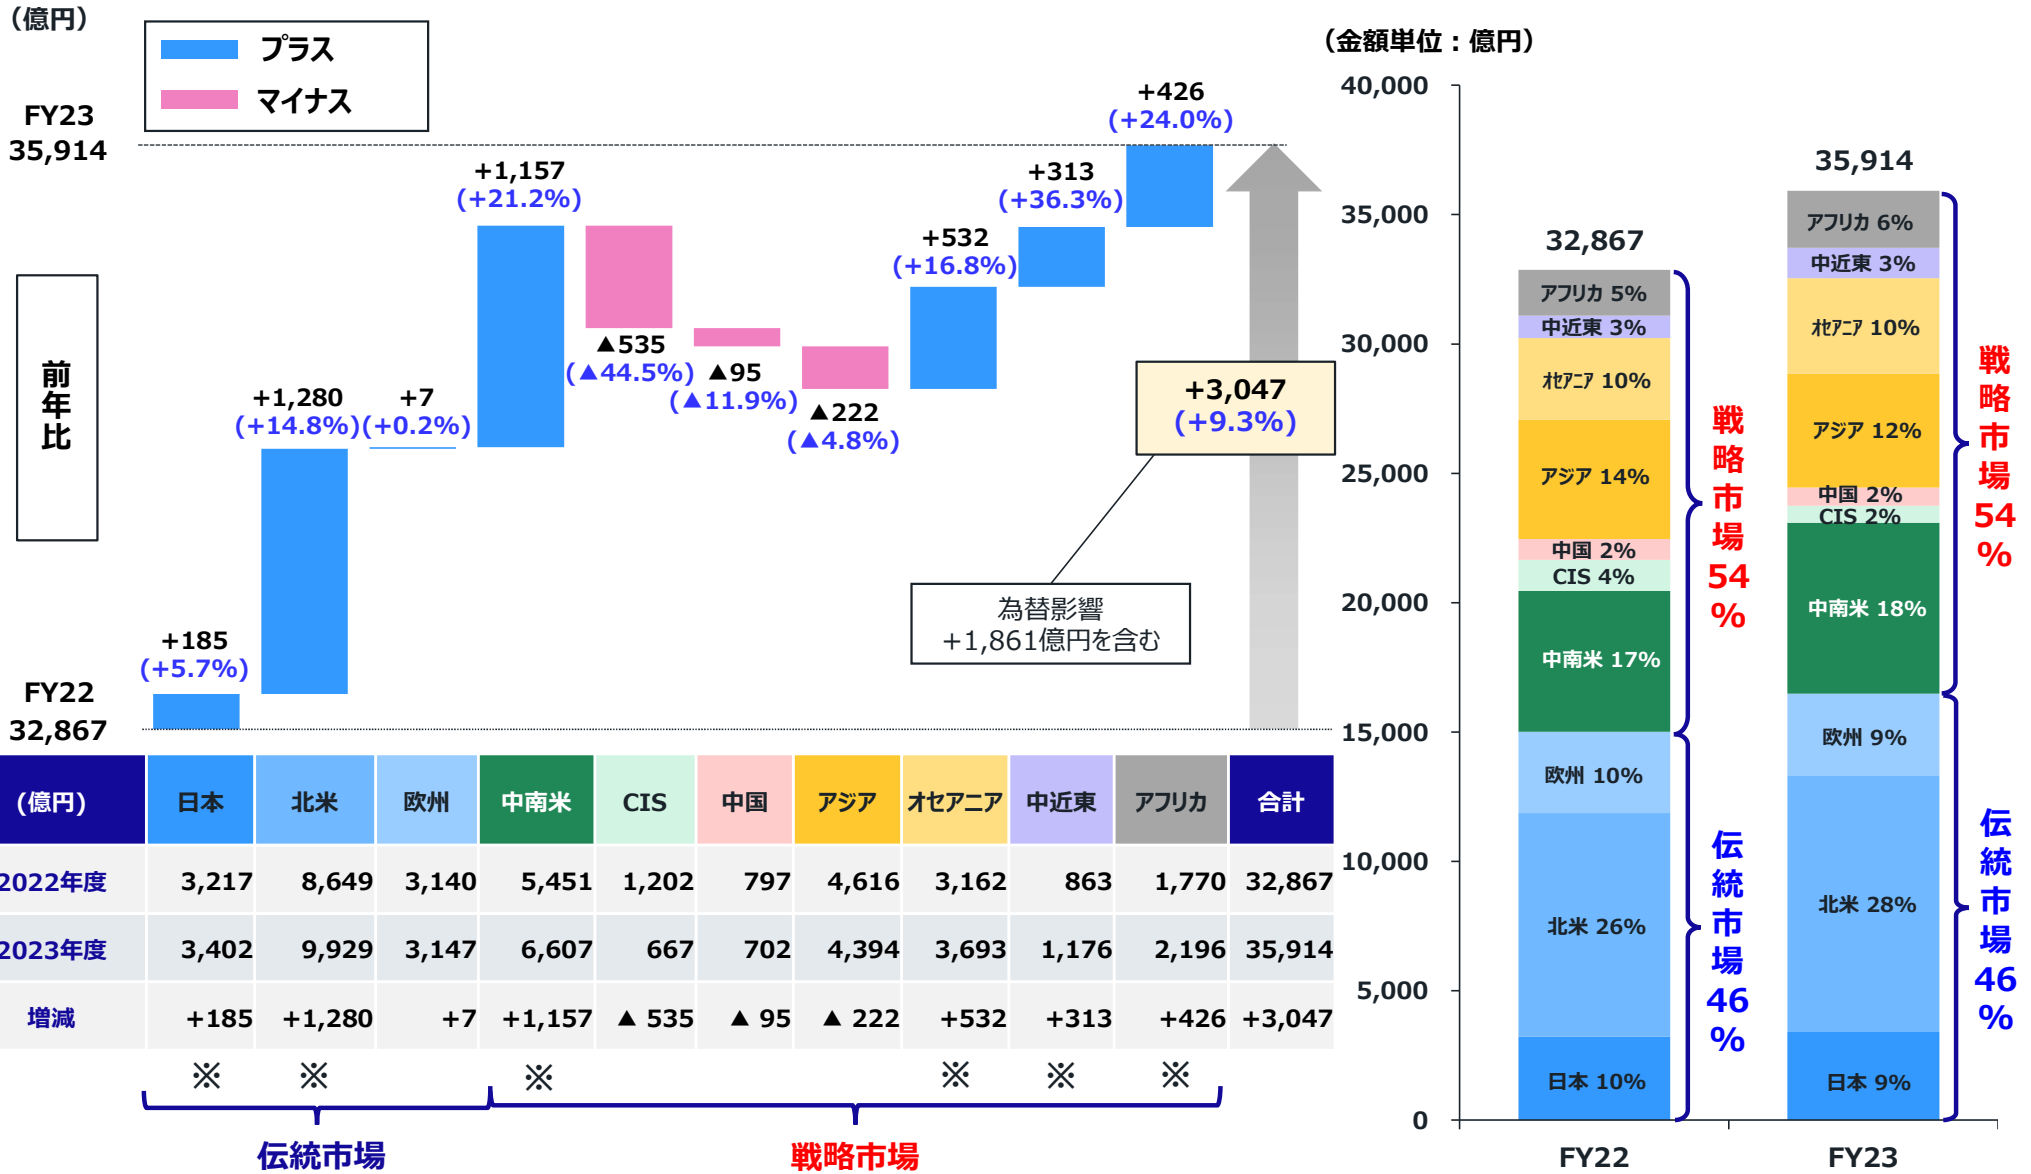 （億円）
プラス
マイナス
FY23
35,914
前年比
FY22
32,867
+185
(+5.7%)
+1,280
(+14.8%)
+7
(+0.2%)
+1,157
(+21.2%)
▲535
(▲44.5%)
▲95
(▲11.9%)
▲222
(▲4.8%)
+532
(+16.8%)
+313
(+36.3%)
+426
(+24.0%)
+3,047
(+9.3%)
為替影響
+1,861億円を含む
(億円) 日本 北米 欧州 中南米 CIS 中国 アジア オセアニア 中近東 アフリカ 合計
2022年度 3,217 8,649 3,140 5,451 1,202 797 4,616 3,162 863 1,770 32,867
2023年度 3,402 9,929 3,147 6,607 667 702 4,394 3,693 1,176 2,196 35,914
増減 +185 +1,280 +7 +1,157 ▲ 535 ▲ 95 ▲ 222 +532 +313 +426 +3,047
※ ※ ※ ※ ※ ※
伝統市場
戦略市場
（金額単位：億円）
40,000
35,000
30,000
25,000
20,000
15,000
10,000
5,000
0
32,867
アフリカ 5%
中近東 3%
ｵｾｱﾆｱ 10%
アジア 14%
中国 2%
CIS 4%
中南米 17%
欧州 10%
北米 26%
日本 10%
FY22
戦略市場54%
伝統市場46%
35,914
アフリカ 6%
中近東 3%
ｵｾｱﾆｱ 10%
アジア 12%
中国 2%
CIS 2%
中南米 18%
欧州 9%
北米 28%
日本 9%
FY23
戦略市場54%
伝統市場46%